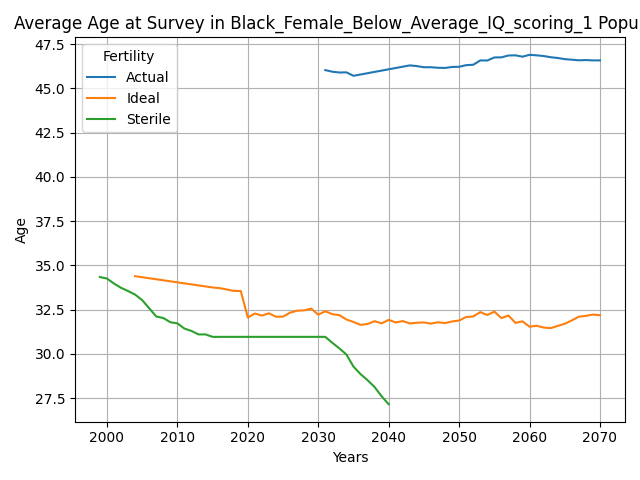 Average Age at Survey in Black_Female_Below_Average_IQ_scoring_1 Popu
Fertility
Actual
Ideal
Sterile
47.5
45.0
42.5
40.0
37.5
35.0
32.5
30.0
27.5
Age
2000 2010 2020 2030 2040 2050 2060 2070
Years